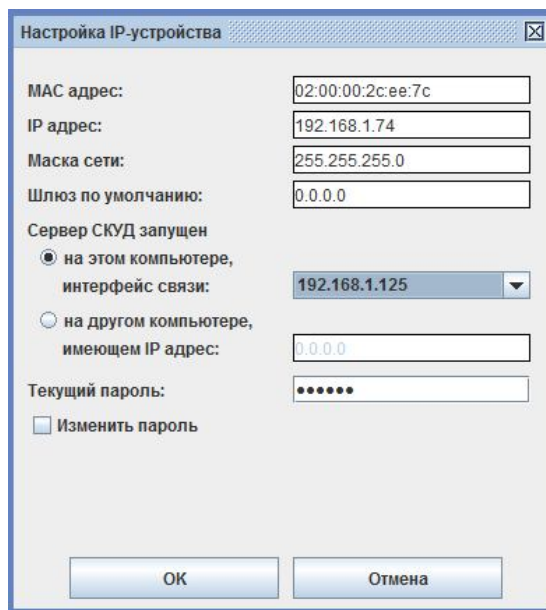 Настройка IP-устройства
MAC адрес: 02:00:00:2c:ee:7c
IP адрес: 192.168.1.74
Маска сети: 255.255.255.0
Шлюз по умолчанию: 0.0.0.0
Сервер СКУД запущен
на этом компьютере,
интерфейс связи: 192.168.1.125
на другом компьютере,
имеющем IP адрес: 0.0.0.0
Текущий пароль: ●●●●●●
Изменить пароль
OK Отмена